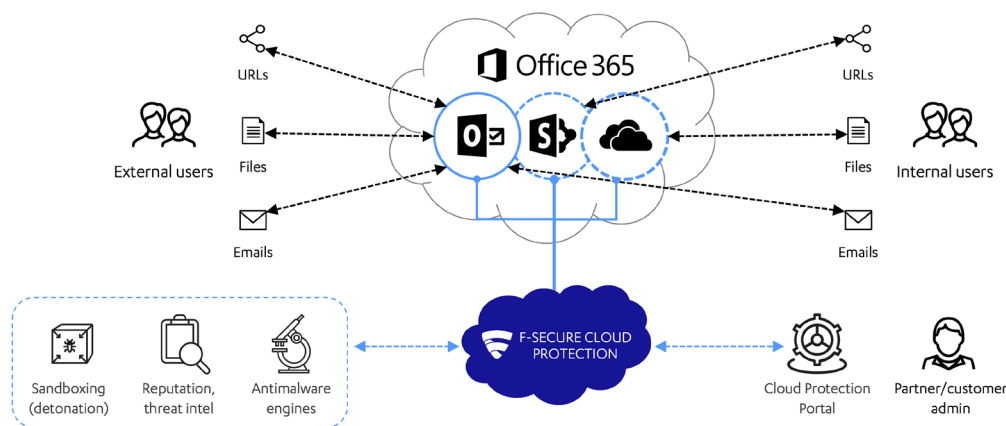 Office 365
URLs
URLs
External users
Files
Files
Internal users
Emails
Emails
F-SECURE CLOUD
PROTECTION
Sandboxing
(detonation)
Reputation,
threat intel
Antimalware
engines
Cloud Protection
Portal
Partner/customer
admin